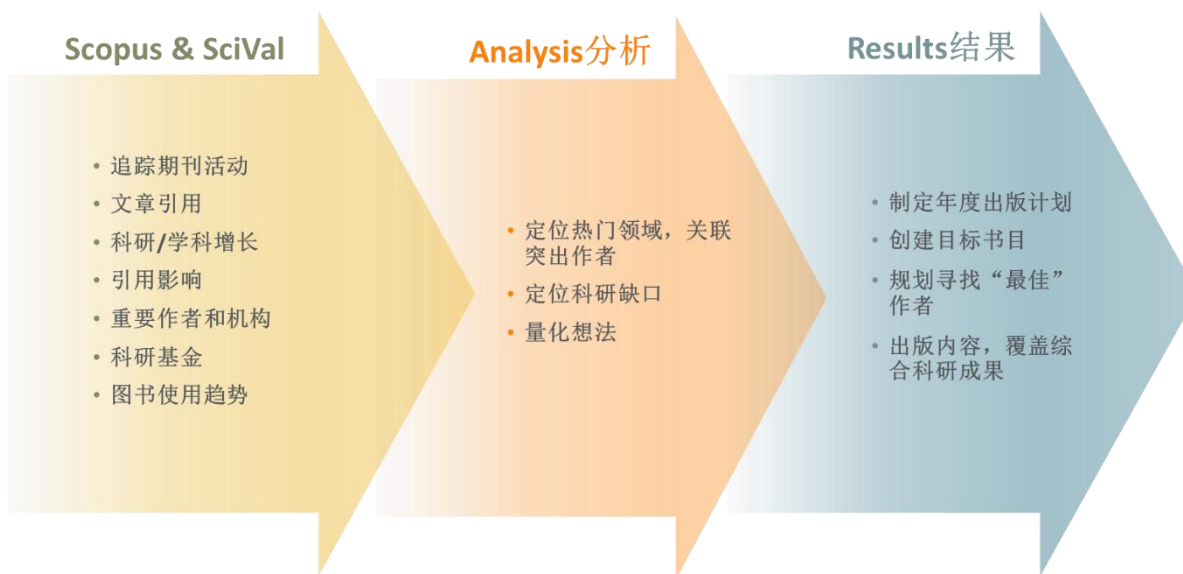 Scopus & SciVal
• 追踪期刊活动
• 文章引用
• 科研/学科增长
• 引用影响
• 重要作者和机构
• 科研基金
• 图书使用趋势
Analysis分析
• 定位热门领域，关联
突出作者
• 定位科研缺口
• 量化想法
Results结果
• 制定年度出版计划
• 创建目标书目
• 规划寻找“最佳”
作者
• 出版内容，覆盖综
合科研成果